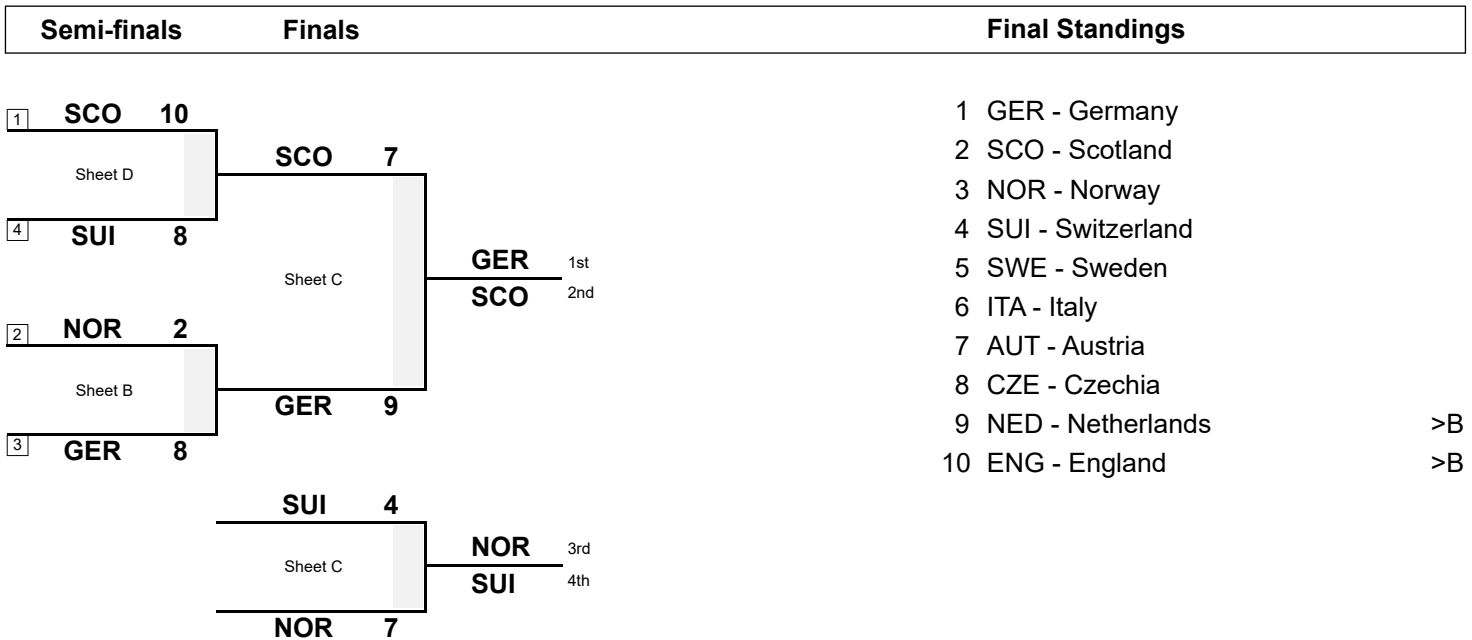 Semi-finals Finals Final Standings
1 SCO 10
Sheet D
4 SUI 8
SCO 7
Sheet C
GER 9
2 NOR 2
Sheet B
3 GER 8
GER 1st
SCO 2nd
SUI 4
Sheet C
NOR 7
NOR 3rd
SUI 4th
1 GER - Germany
2 SCO - Scotland
3 NOR - Norway
4 SUI - Switzerland
5 SWE - Sweden
6 ITA - Italy
7 AUT - Austria
8 CZE - Czechia
9 NED - Netherlands >B
10 ENG - England >B